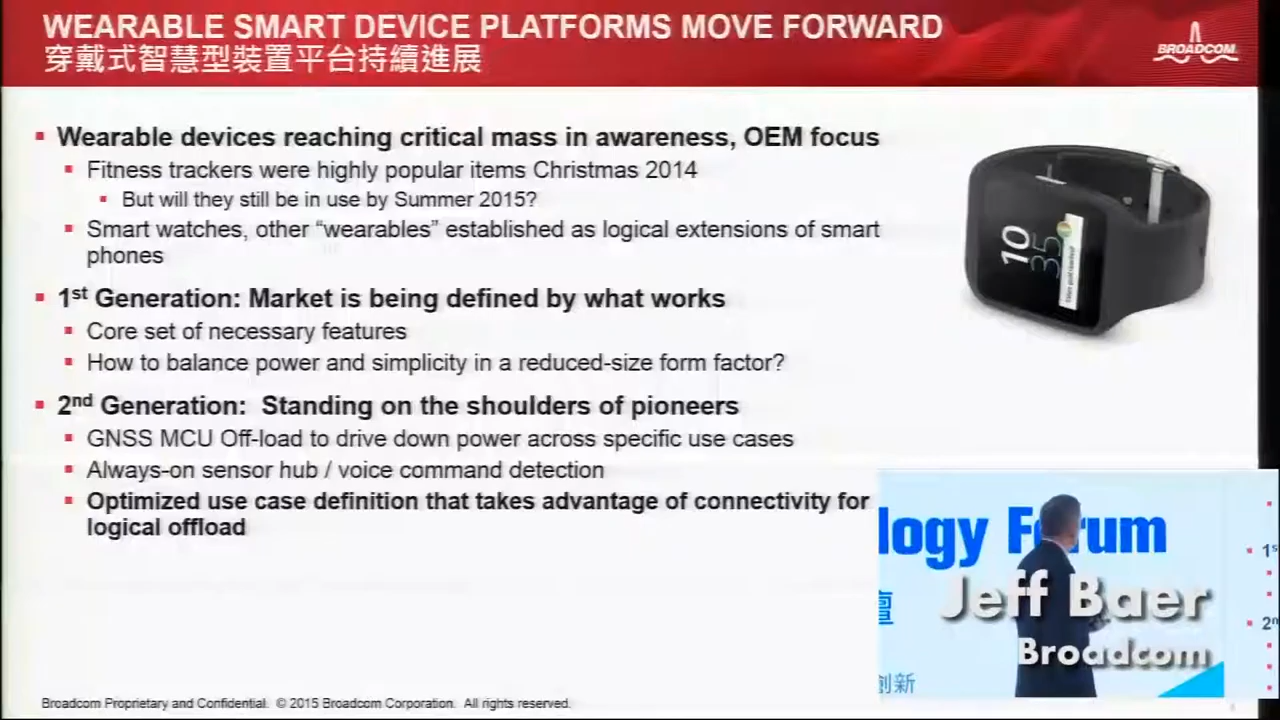 WEARABLE SMART DEVICE PLATFORMS MOVE FORWARD
穿戴式智慧型裝置平台持續進展
BROADCOM
Wearable devices reaching critical mass in awareness, OEM focus
Fitness trackers were highly popular items Christmas 2014
But will they still be in use by Summer 2015?
Smart watches, other “wearables” established as logical extensions of smart
phones
10
35
1st Generation: Market is being defined by what works
Core set of necessary features
How to balance power and simplicity in a reduced-size form factor?
2nd Generation: Standing on the shoulders of pioneers
GNSS MCU Off-load to drive down power across specific use cases
Always-on sensor hub / voice command detection
Optimized use case definition that takes advantage of connectivity for
logical offload
logy Forum
壇
Jeff Baer
Broadcom
創新
1s
2n
Broadcom Proprietary and Confidential. © 2015 Broadcom Corporation. All rights reserved.